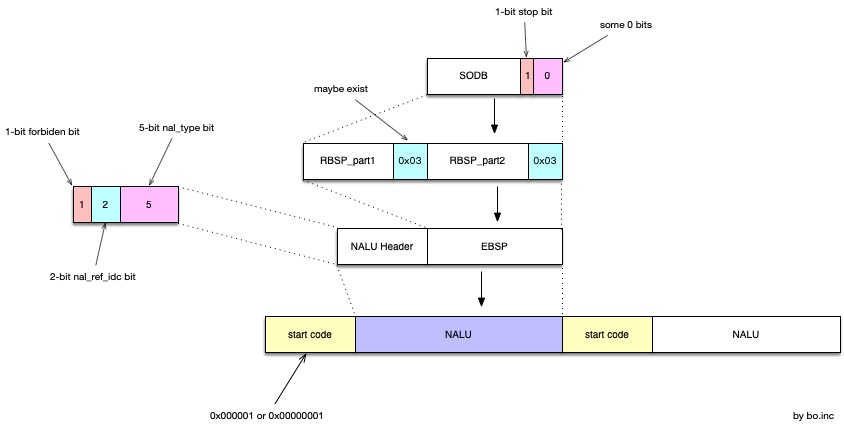 1-bit stop bit
some 0 bits
SODB 1 0
maybe exist
1-bit forbiden bit
5-bit nal_type bit
RBSP_part1 0x03 RBSP_part2 0x03
1 2 5
NALU Header EBSP
2-bit nal_ref_idc bit
start code NALU start code NALU
0x000001 or 0x00000001
by bo.inc